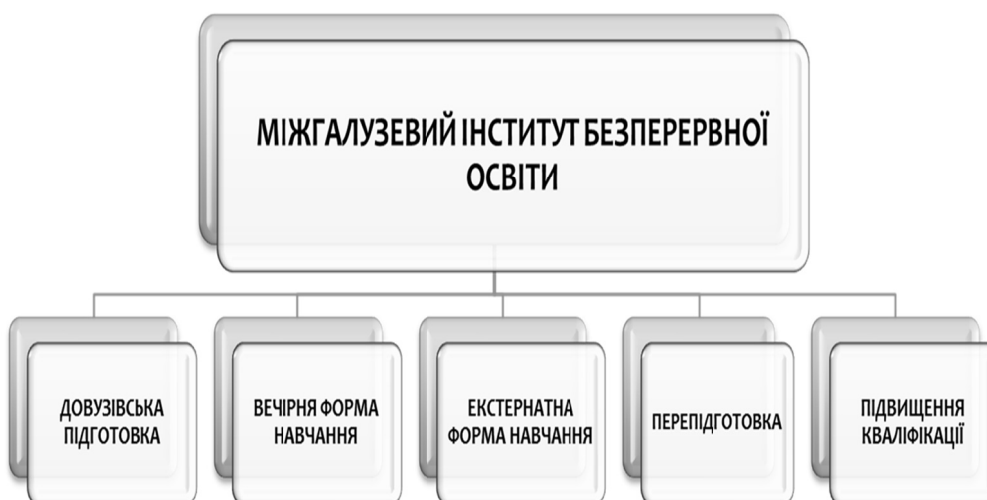 МІЖГАЛУЗЕВИЙ ІНСТИТУТ БЕЗПЕРЕРВНОЇ
ОСВІТИ
ДОВУЗІВСЬКА
ПІДГОТОВКА
ВЕЧІРНЯ ФОРМА
НАВЧАННЯ
ЕКСТЕРНАТНА
ФОРМА НАВЧАННЯ
ПЕРЕПІДГОТОВКА
ПІДВИЩЕННЯ
КВАЛІФІКАЦІЇ